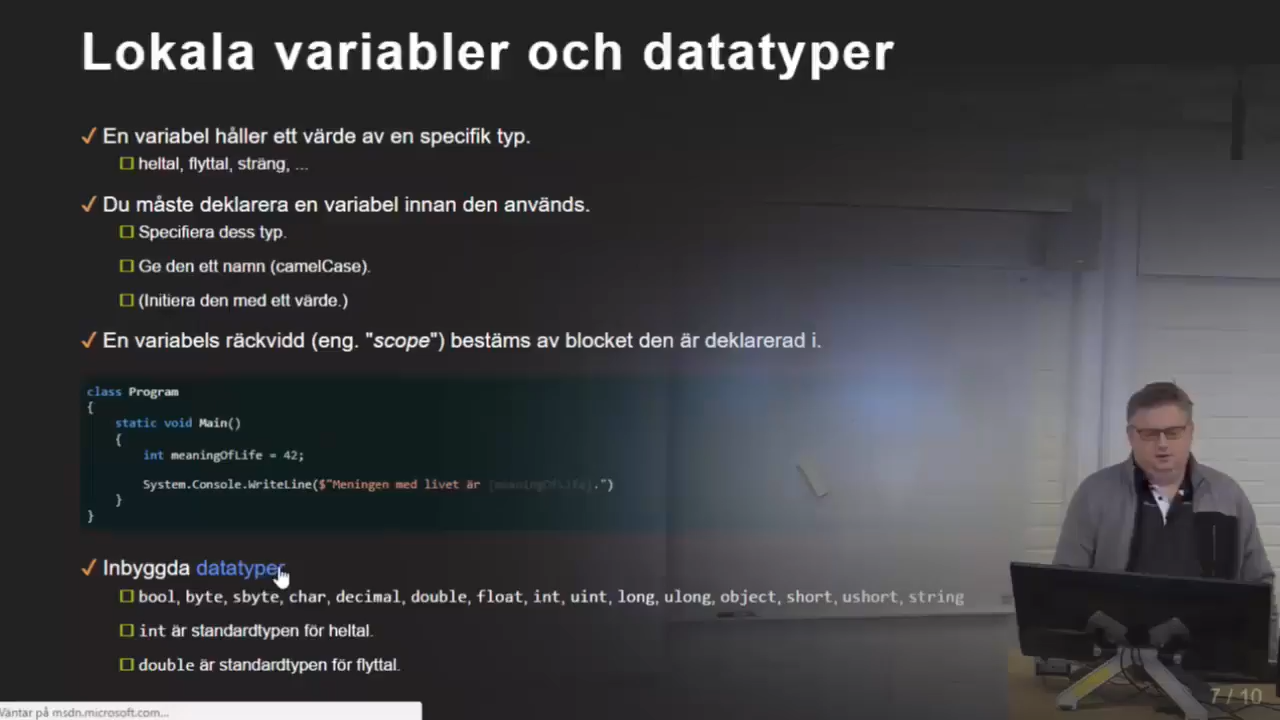 Lokala variabler och datatyper
En variabel håller ett värde av en specifik typ.
heltal, flyttal, sträng, ...
Du måste deklarera en variabel innan den används.
Specifiera dess typ.
Ge den ett namn (camelCase).
(Initiera den med ett värde.)
En variabels räckvidd (eng. "scope") bestäms av blocket den är deklarerad i.
class Program
{
static void Main()
{
int meaningOfLife = 42;
System.Console.WriteLine($"Meningen med livet är {meaningOfLife}.")
}
}
Inbyggda datatyper
bool, byte, sbyte, char, decimal, double, float, int, uint, long, ulong, object, short, ushort, string
int är standardtypen för heltal.
double är standardtypen för flyttal.
7 / 10
Väntar på msdn.microsoft.com...